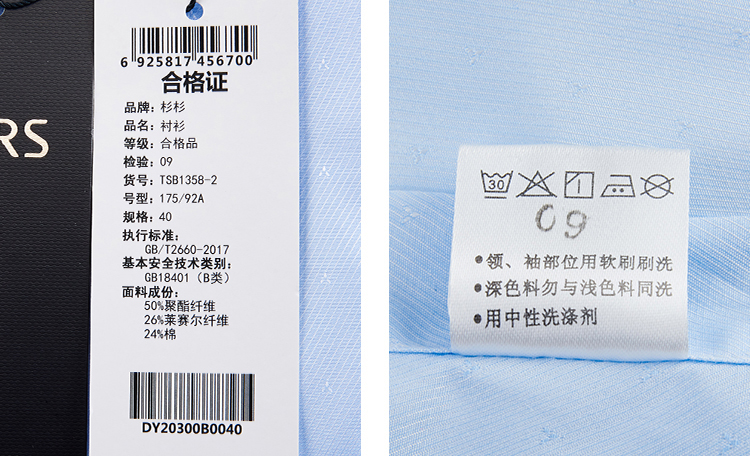 RS
6 925817 456700
合格证
品牌：杉杉
品名：衬衫
等级：合格品
检验：09
货号：TSB1358-2
号型：175/92A
规格：40
执行标准：
GB/T2660-2017
基本安全技术类别：
GB18401（B类）
面料成份：
50%聚酯纤维
26%莱赛尔纤维
24%棉
DY20300B0040
30
09
•领、袖部位用软刷刷洗
•深色料勿与浅色料同洗
•用中性洗涤剂